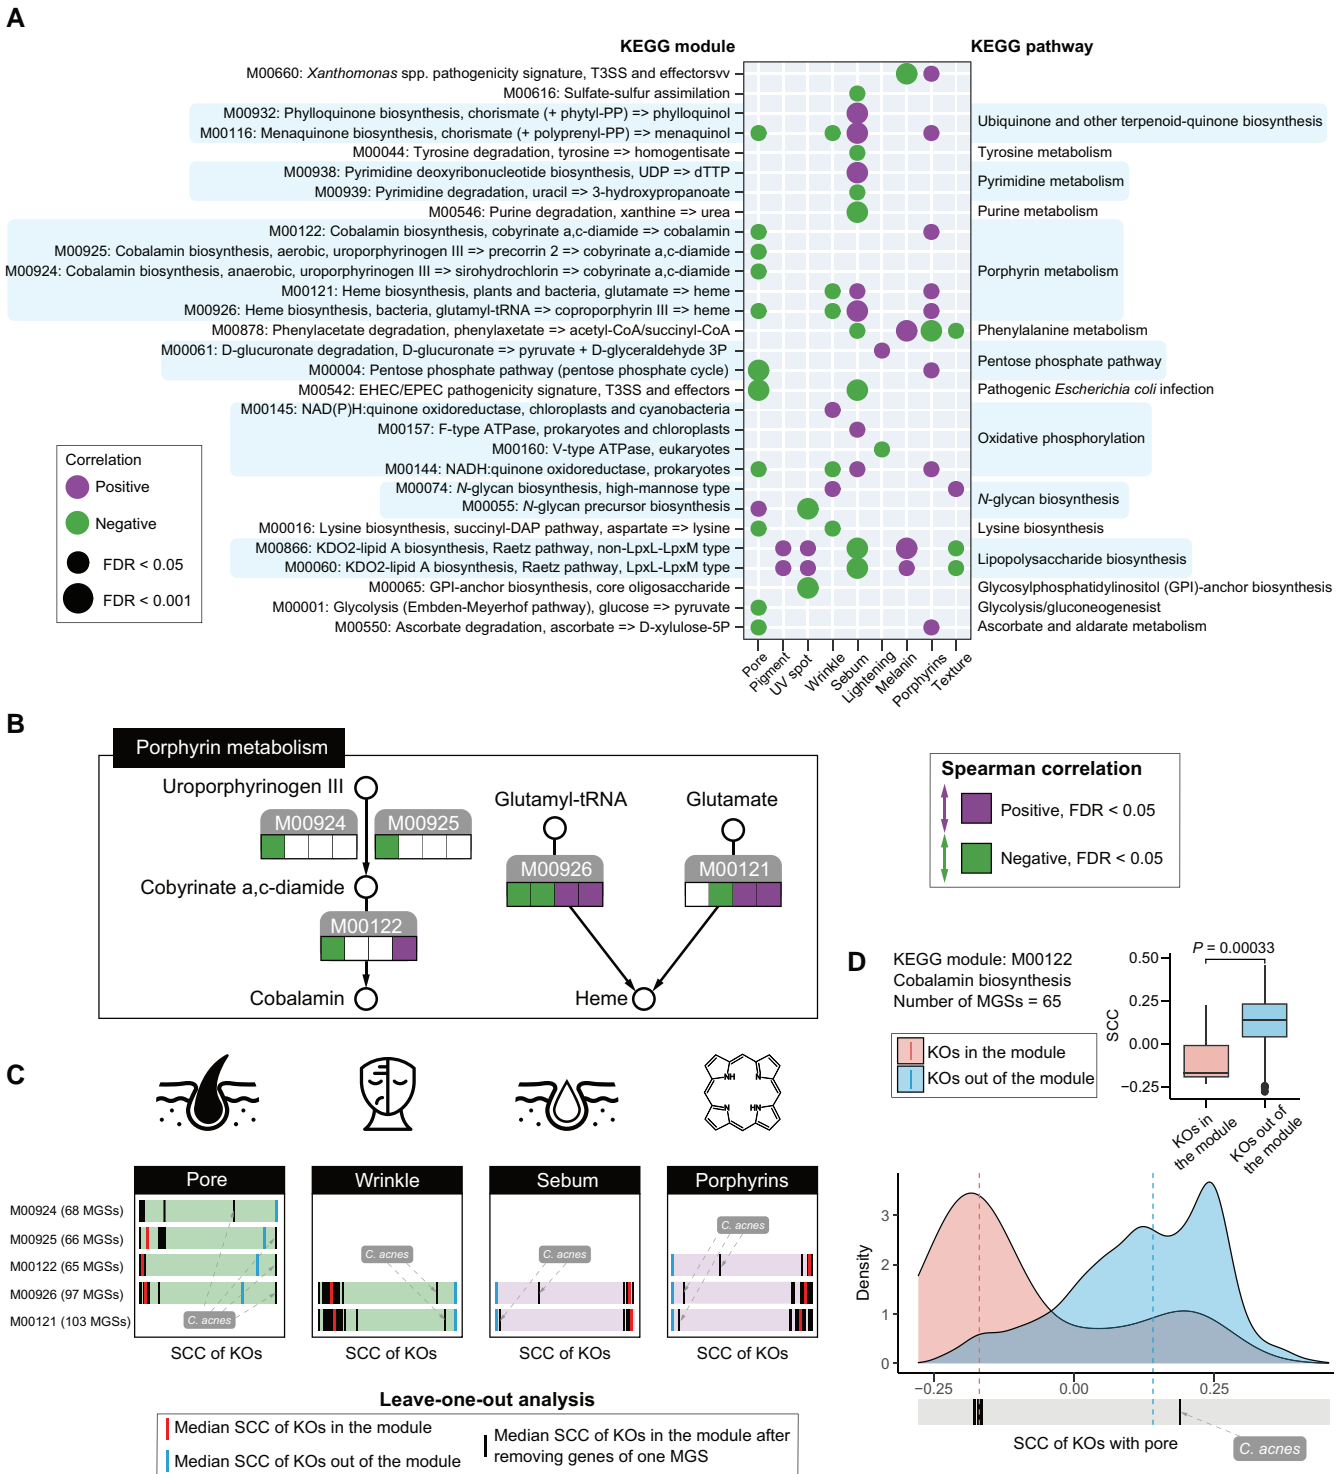 A
KEGG module
KEGG pathway
M00660: Xanthomonas spp. pathogenicity signature, T3SS and effectorsvv
M00616: Sulfate-sulfur assimilation
M00932: Phylloquinone biosynthesis, chorismate (+ phytyl-PP) => phylloquinol
M00116: Menaquinone biosynthesis, chorismate (+ polyprenyl-PP) => menaquinol
Ubiquinone and other terpenoid-quinone biosynthesis
M00044: Tyrosine degradation, tyrosine => homogentisate
Tyrosine metabolism
M00938: Pyrimidine deoxyribonucleotide biosynthesis, UDP => dTTP
M00939: Pyrimidine degradation, uracil => 3-hydroxypropanoate
Pyrimidine metabolism
M00546: Purine degradation, xanthine => urea
Purine metabolism
M00122: Cobalamin biosynthesis, cobyrinate a,c-diamide => cobalamin
M00925: Cobalamin biosynthesis, aerobic, uroporphyrinogen III => precorrin 2 => cobyrinate a,c-diamide
M00924: Cobalamin biosynthesis, anaerobic, uroporphyrinogen III => sirohydrochlorin => cobyrinate a,c-diamide
M00121: Heme biosynthesis, plants and bacteria, glutamate => heme
M00926: Heme biosynthesis, bacteria, glutamyl-tRNA => coproporphyrin III => heme
Porphyrin metabolism
M00878: Phenylacetate degradation, phenylaxetate => acetyl-CoA/succinyl-CoA
Phenylalanine metabolism
M00061: D-glucuronate degradation, D-glucuronate => pyruvate + D-glyceraldehyde 3P
M00004: Pentose phosphate pathway (pentose phosphate cycle)
Pentose phosphate pathway
M00542: EHEC/EPEC pathogenicity signature, T3SS and effectors
Pathogenic Escherichia coli infection
M00145: NAD(P)H:quinone oxidoreductase, chloroplasts and cyanobacteria
M00157: F-type ATPase, prokaryotes and chloroplasts
M00160: V-type ATPase, eukaryotes
M00144: NADH:quinone oxidoreductase, prokaryotes
Oxidative phosphorylation
M00074: N-glycan biosynthesis, high-mannose type
M00055: N-glycan precursor biosynthesis
N-glycan biosynthesis
M00016: Lysine biosynthesis, succinyl-DAP pathway, aspartate => lysine
Lysine biosynthesis
M00866: KDO2-lipid A biosynthesis, Raetz pathway, non-LpxL-LpxM type
M00060: KDO2-lipid A biosynthesis, Raetz pathway, LpxL-LpxM type
Lipopolysaccharide biosynthesis
M00065: GPI-anchor biosynthesis, core oligosaccharide
Glycosylphosphatidylinositol (GPI)-anchor biosynthesis
M00001: Glycolysis (Embden-Meyerhof pathway), glucose => pyruvate
Glycolysis/gluconeogenesist
M00550: Ascorbate degradation, ascorbate => D-xylulose-5P
Ascorbate and aldarate metabolism
Correlation
Positive
Negative
FDR < 0.05
FDR < 0.001
Pore
Pigment
UV spot
Wrinkle
Sebum
Lightening
Melanin
Porphyrins
Texture
B
Porphyrin metabolism
Uroporphyrinogen III
M00924
M00925
Cobyrinate a,c-diamide
M00122
Cobalamin
Glutamyl-tRNA
Glutamate
M00926
M00121
Heme
Spearman correlation
Positive, FDR < 0.05
Negative, FDR < 0.05
C
NH
N
N
HN
Pore
Wrinkle
Sebum
Porphyrins
M00924 (68 MGSs)
M00925 (66 MGSs)
M00122 (65 MGSs)
M00926 (97 MGSs)
M00121 (103 MGSs)
C. acnes
C. acnes
C. acnes
C. acnes
SCC of KOs
SCC of KOs
SCC of KOs
SCC of KOs
Leave-one-out analysis
Median SCC of KOs in the module
Median SCC of KOs out of the module
Median SCC of KOs in the module after
removing genes of one MGS
D
KEGG module: M00122
Cobalamin biosynthesis
Number of MGSs = 65
KOs in the module
KOs out of the module
P = 0.00033
SCC
0.50
0.25
0.00
−0.25
KOs in
the module
KOs out of
the module
Density
3
2
1
0
−0.25
0.00
0.25
SCC of KOs with pore
C. acnes